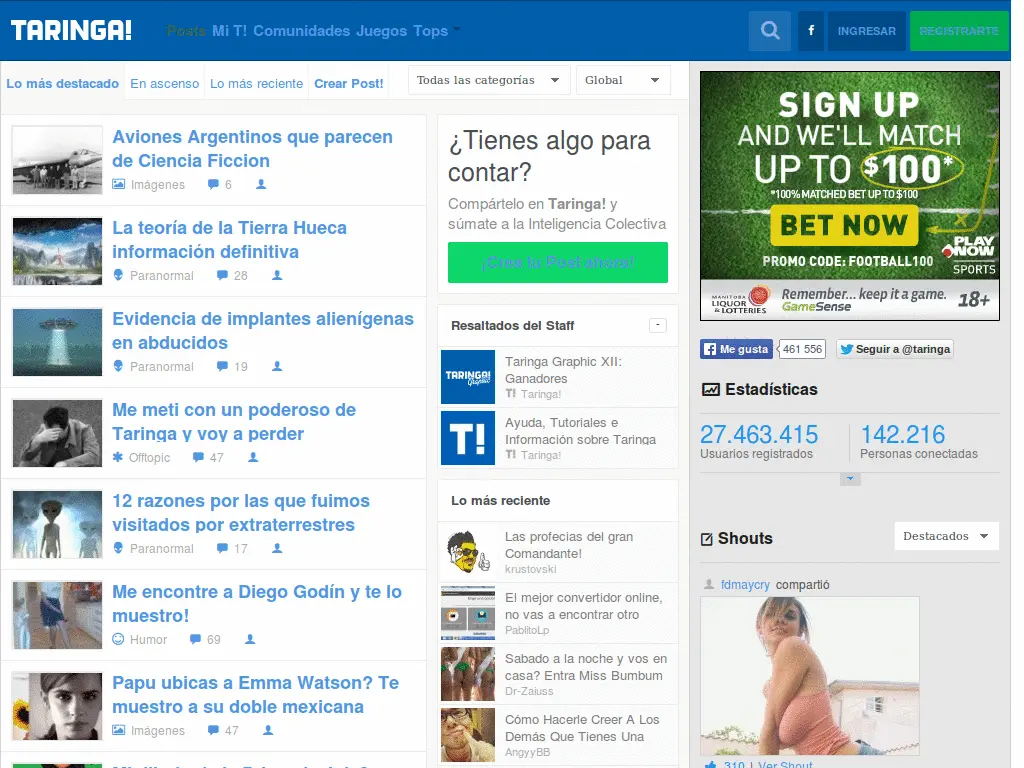 TARINGA!
Posts Mi T! Comunidades Juegos Tops
f
INGRESAR
REGISTRARTE
Lo más destacado
En ascenso
Lo más reciente
Crear Post!
Todas las categorías
Global
Aviones Argentinos que parecen
de Ciencia Ficcion
Imágenes 6
La teoría de la Tierra Hueca
información definitiva
Paranormal 28
Evidencia de implantes alienígenas
en abducidos
Paranormal 19
Me meti con un poderoso de
Taringa y voy a perder
Offtopic 47
12 razones por las que fuimos
visitados por extraterrestres
Paranormal 17
Me encontre a Diego Godín y te lo
muestro!
Humor 69
Papu ubicas a Emma Watson? Te
muestro a su doble mexicana
Imágenes 47
¿Tienes algo para
contar?
Compártelo en Taringa! y
súmate a la Inteligencia Colectiva
¡Crea tu Post ahora!
Resaltados del Staff
-
TARINGA!
Graphic
Taringa Graphic XII:
Ganadores
T! Taringa!
T!
Ayuda, Tutoriales e
Información sobre Taringa
T! Taringa!
Lo más reciente
Las profecias del gran
Comandante!
krustovski
El mejor convertidor online,
no vas a encontrar otro
PablitoLp
Sabado a la noche y vos en
casa? Entra Miss Bumbum
Dr-Zaiuss
Cómo Hacerle Creer A Los
Demás Que Tienes Una
AngyyBB
SIGN UP
AND WE'LL MATCH
UP TO $100*
*100% MATCHED BET UP TO $100
BET NOW
PROMO CODE: FOOTBALL100
PLAY
NOW
SPORTS
MANITOBA
LIQUOR
& LOTTERIES
Remember... keep it a game.
GameSense
18+
f Me gusta
461 556
Seguir a @taringa
Estadísticas
27.463.415
Usuarios registrados
142.216
Personas conectadas
Shouts
Destacados
fdmaycry compartió
310 | Ver Shout